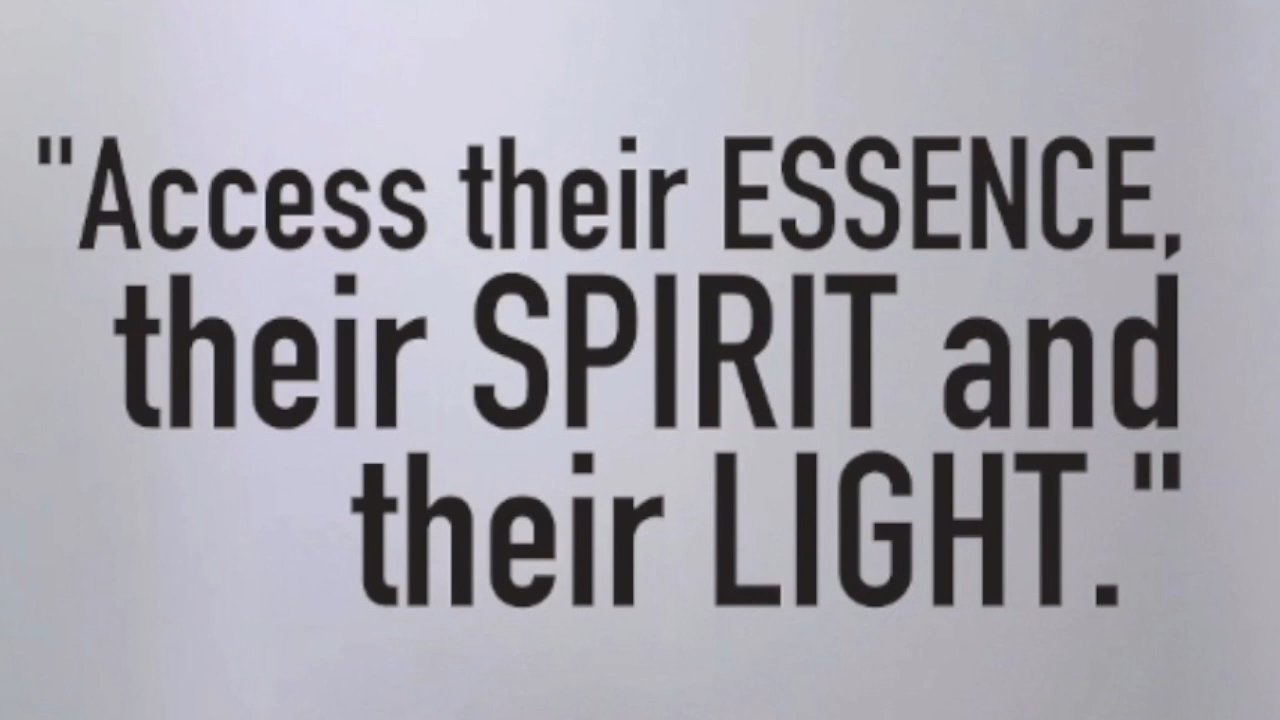 "Access their ESSENCE,
their SPIRIT and
their LIGHT."